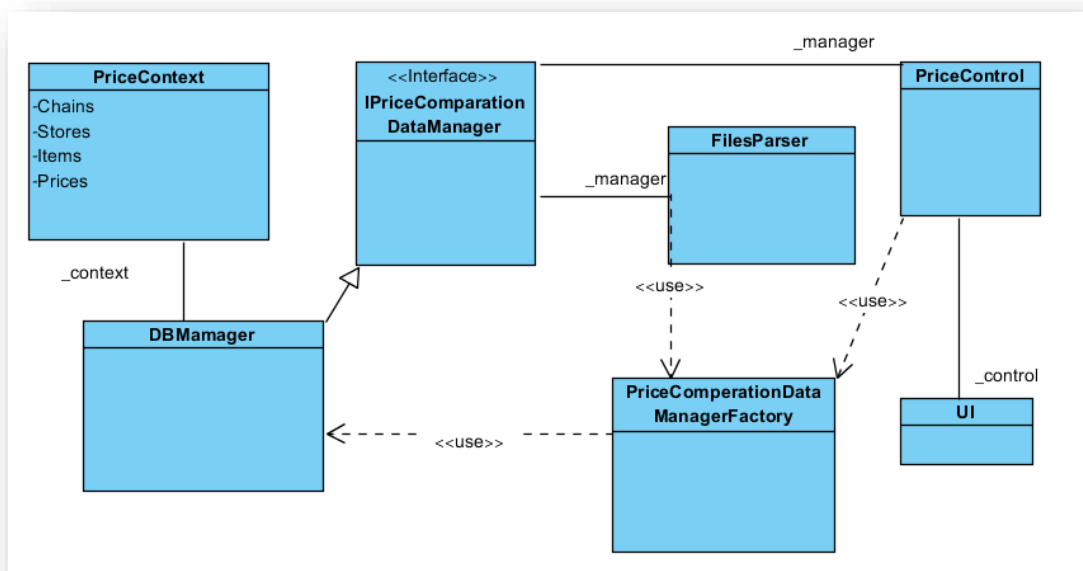 _manager
PriceContext
-Chains
-Stores
-Items
-Prices
<<Interface>>
IPriceComparation
DataManager
PriceControl
FilesParser
_manager
_context
<<use>>
<<use>>
DBMamager
_control
PriceComperationData
ManagerFactory
UI
<<use>>